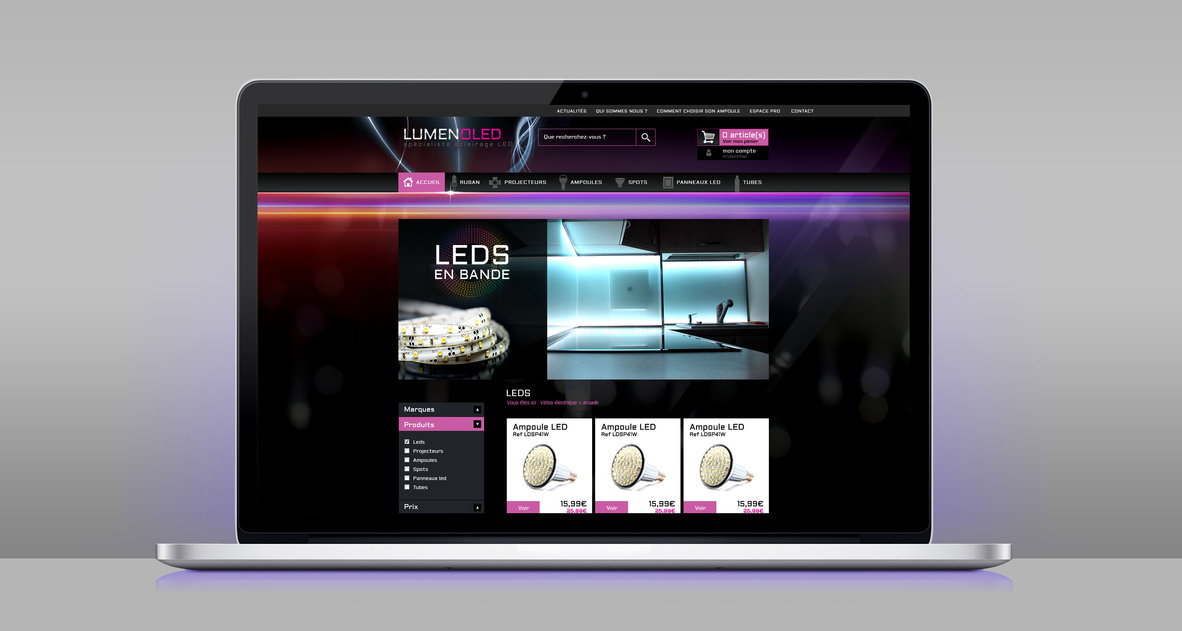 ACTUALITÉS QUI SOMMES NOUS ? COMMENT CHOISIR SON AMPOULE ESPACE PRO CONTACT
LUMENOLED
spécialiste éclairage LED
Que recherchez-vous ?
0 article(s)
Voir mon panier
mon compte
ACCUEIL RUBAN PROJECTEURS AMPOULES SPOTS PANNEAUX LED TUBES
LEDS
EN BANDE
LEDS
Vous êtes ici : Vélos électrique > arcade
Marques
Produits
Leds
Projecteurs
Ampoules
Spots
Panneaux led
Tubes
Prix
Ampoule LED
Ref LDSP41W
Voir
15,99€
25,99€
Ampoule LED
Ref LDSP41W
Voir
15,99€
25,99€
Ampoule LED
Ref LDSP41W
Voir
15,99€
25,99€